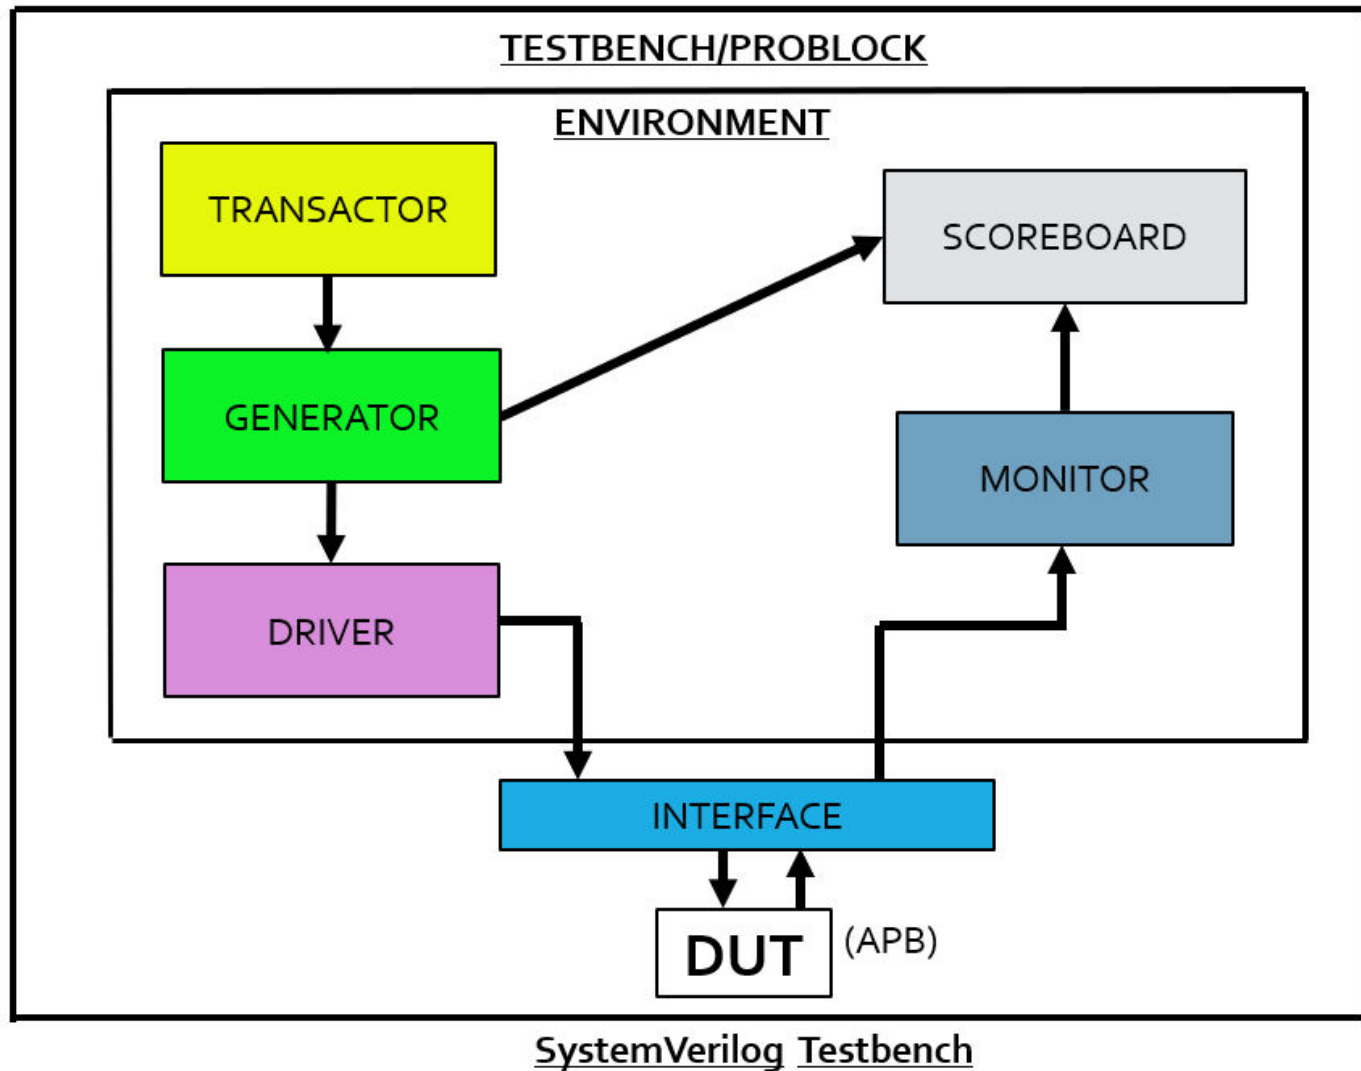 TESTBENCH/PROBLOCK
ENVIRONMENT
TRANSACTOR
SCOREBOARD
GENERATOR
MONITOR
DRIVER
INTERFACE
DUT (APB)
SystemVerilog Testbench